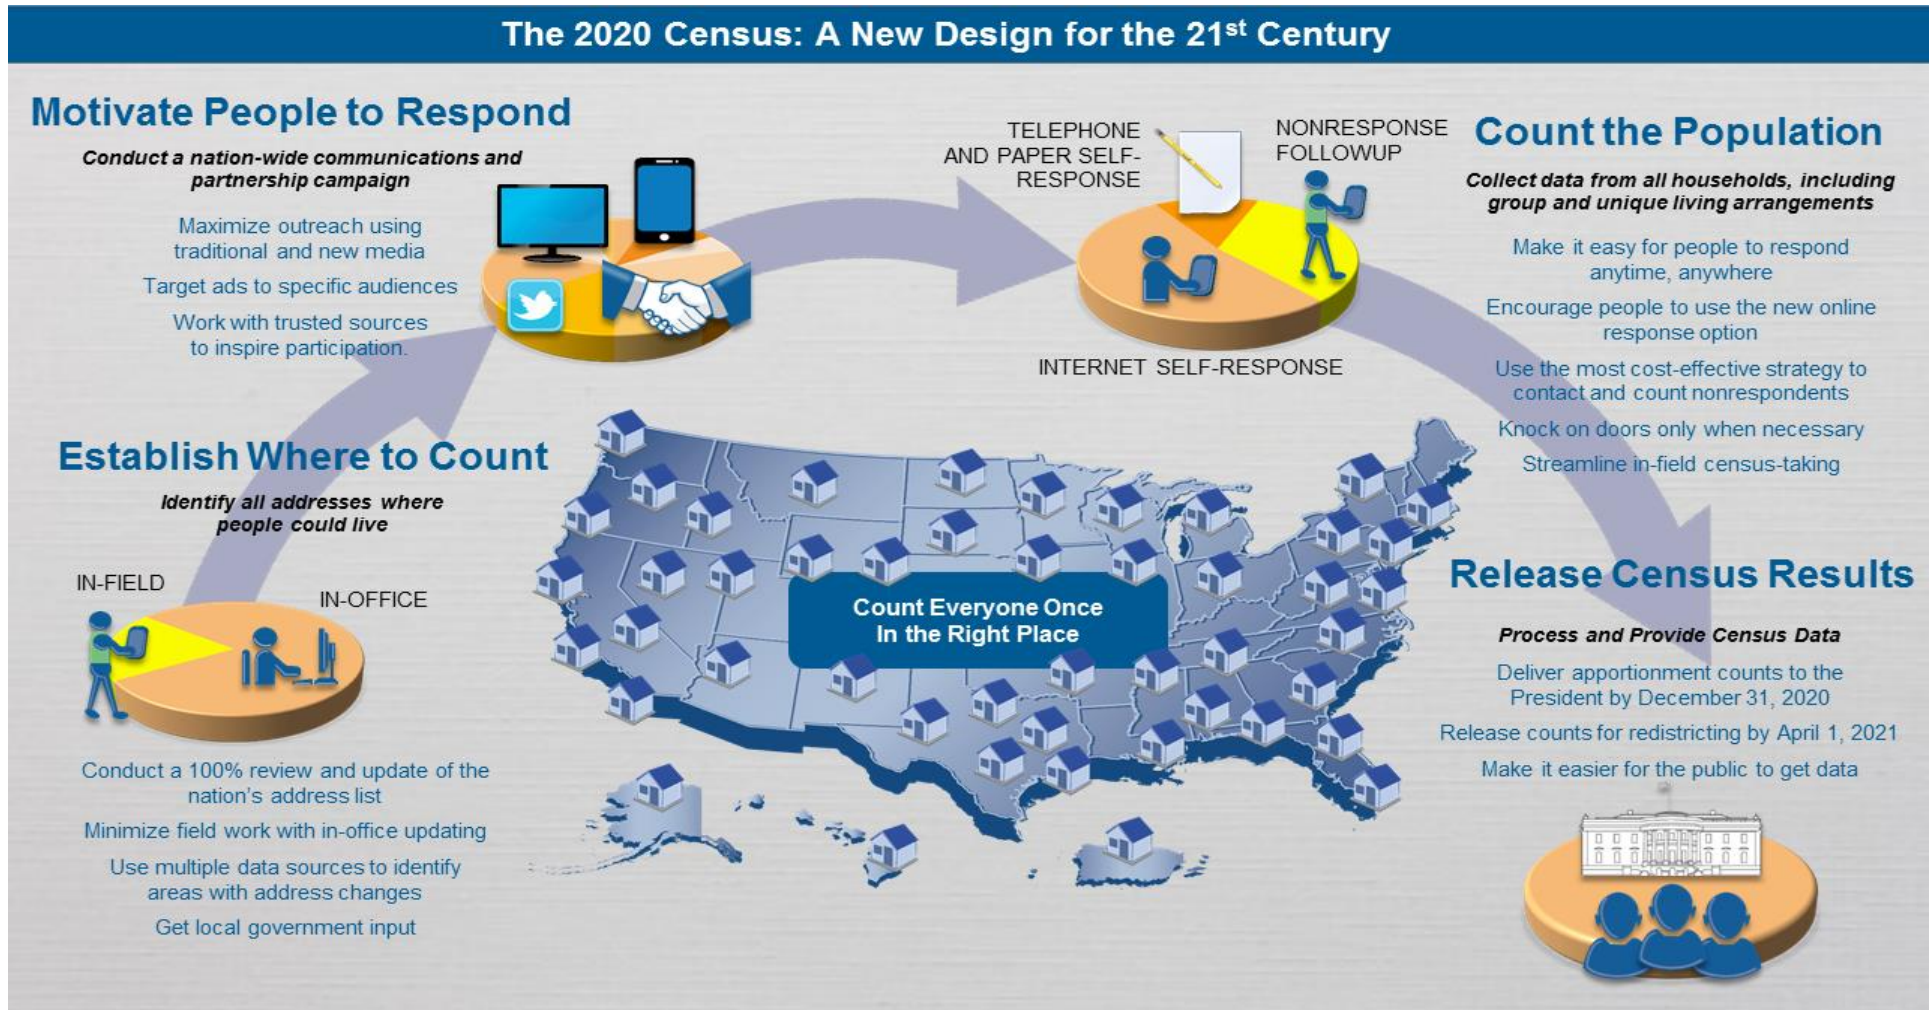 The 2020 Census: A New Design for the 21st Century
Motivate People to Respond
Conduct a nation-wide communications and
partnership campaign
Maximize outreach using
traditional and new media
Target ads to specific audiences
Work with trusted sources
to inspire participation.
Establish Where to Count
Identify all addresses where
people could live
IN-FIELD
IN-OFFICE
Conduct a 100% review and update of the
nation's address list
Minimize field work with in-office updating
Use multiple data sources to identify
areas with address changes
Get local government input
TELEPHONE
AND PAPER SELF-
RESPONSE
NONRESPONSE
FOLLOWUP
INTERNET SELF-RESPONSE
Count Everyone Once
In the Right Place
Count the Population
Collect data from all households, including
group and unique living arrangements
Make it easy for people to respond
anytime, anywhere
Encourage people to use the new online
response option
Use the most cost-effective strategy to
contact and count nonrespondents
Knock on doors only when necessary
Streamline in-field census-taking
Release Census Results
Process and Provide Census Data
Deliver apportionment counts to the
President by December 31, 2020
Release counts for redistricting by April 1, 2021
Make it easier for the public to get data